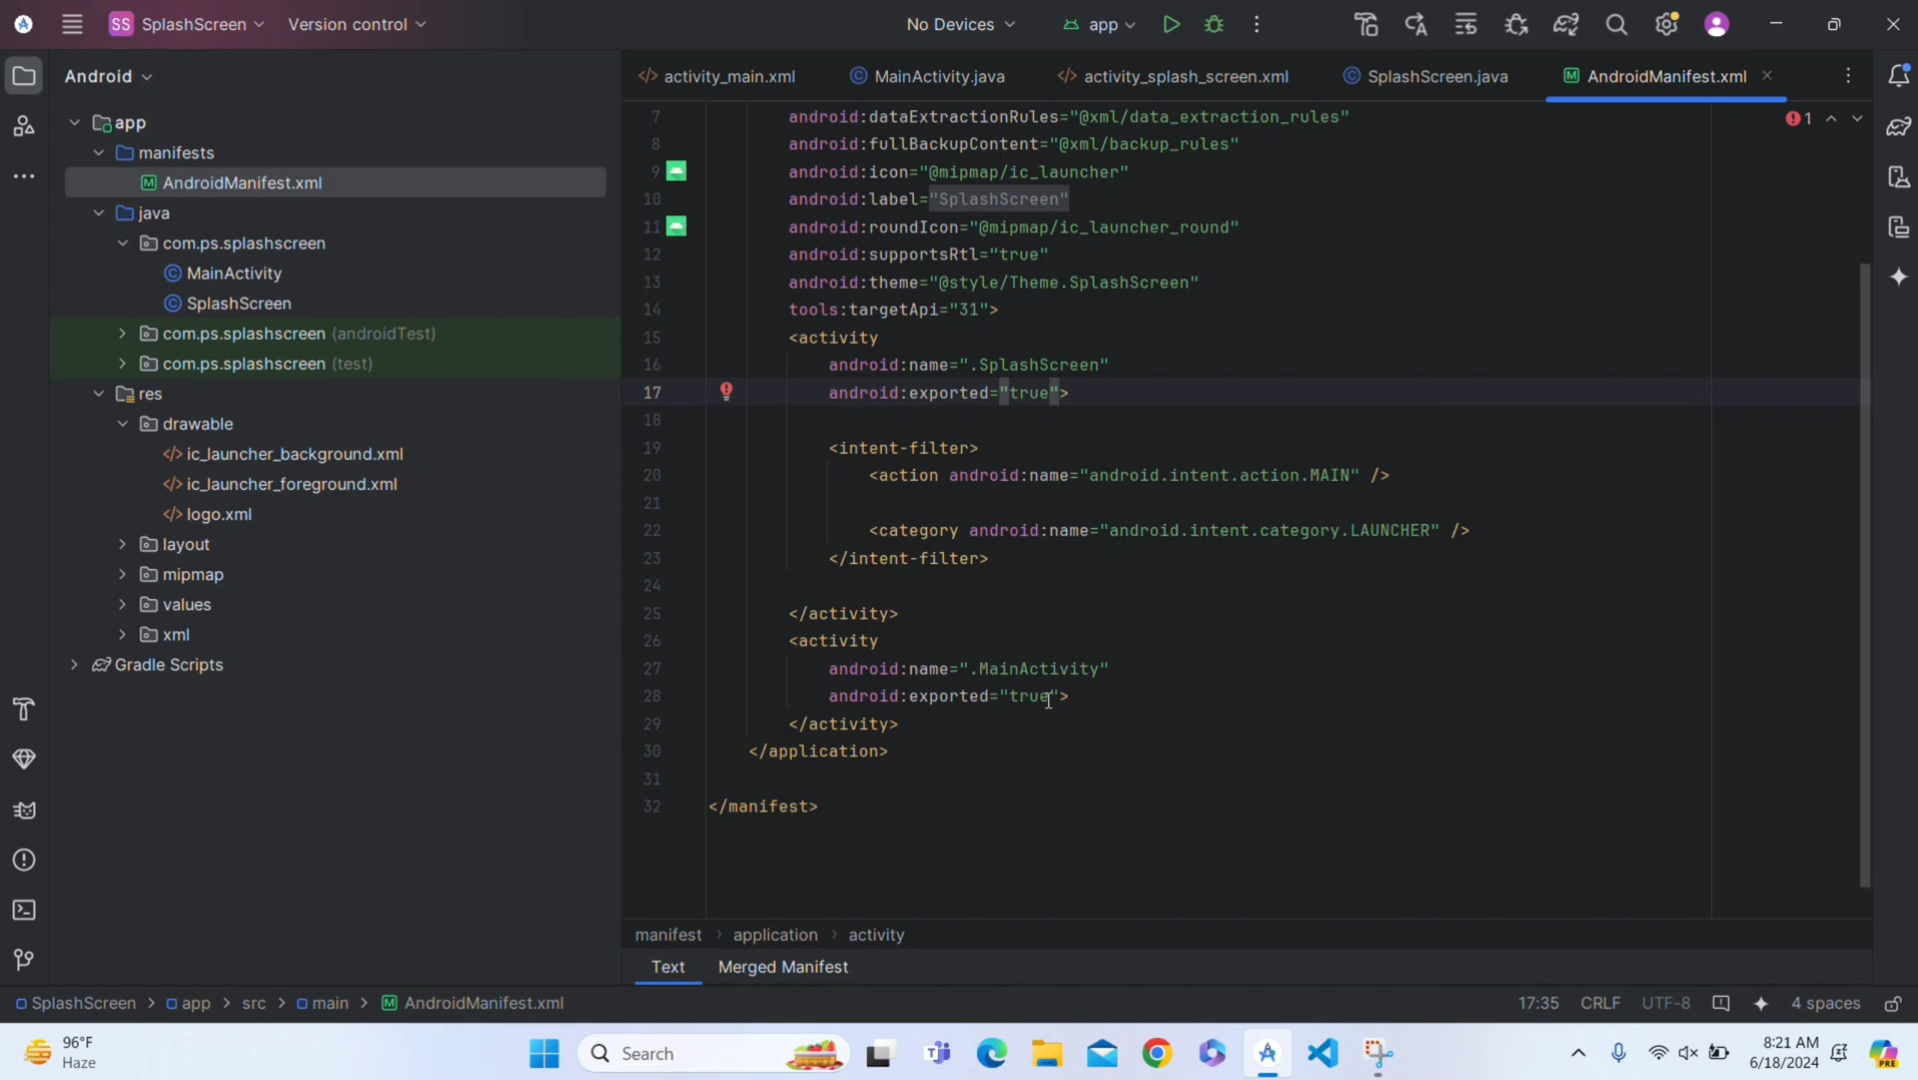 SS SplashScreen Version control No Devices app
Android
activity_main.xml MainActivity.java activity_splash_screen.xml SplashScreen.java AndroidManifest.xml
app
manifests
AndroidManifest.xml
java
com.ps.splashscreen
MainActivity
SplashScreen
com.ps.splashscreen (androidTest)
com.ps.splashscreen (test)
res
drawable
ic_launcher_background.xml
ic_launcher_foreground.xml
logo.xml
layout
mipmap
values
xml
Gradle Scripts
1
7 android:dataExtractionRules="@xml/data_extraction_rules"
8 android:fullBackupContent="@xml/backup_rules"
9 android:icon="@mipmap/ic_launcher"
10 android:label="SplashScreen"
11 android:roundIcon="@mipmap/ic_launcher_round"
12 android:supportsRtl="true"
13 android:theme="@style/Theme.SplashScreen"
14 tools:targetApi="31">
15 <activity
16 android:name=".SplashScreen"
17 android:exported="true">
18
19 <intent-filter>
20 <action android:name="android.intent.action.MAIN" />
21
22 <category android:name="android.intent.category.LAUNCHER" />
23 </intent-filter>
24
25 </activity>
26 <activity
27 android:name=".MainActivity"
28 android:exported="true">
29 </activity>
30 </application>
31
32 </manifest>
manifest > application > activity
Text Merged Manifest
SplashScreen > app > src > main > AndroidManifest.xml 17:35 CRLF UTF-8 4 spaces
96°F
Haze
Search
8:21 AM
6/18/2024
PRE